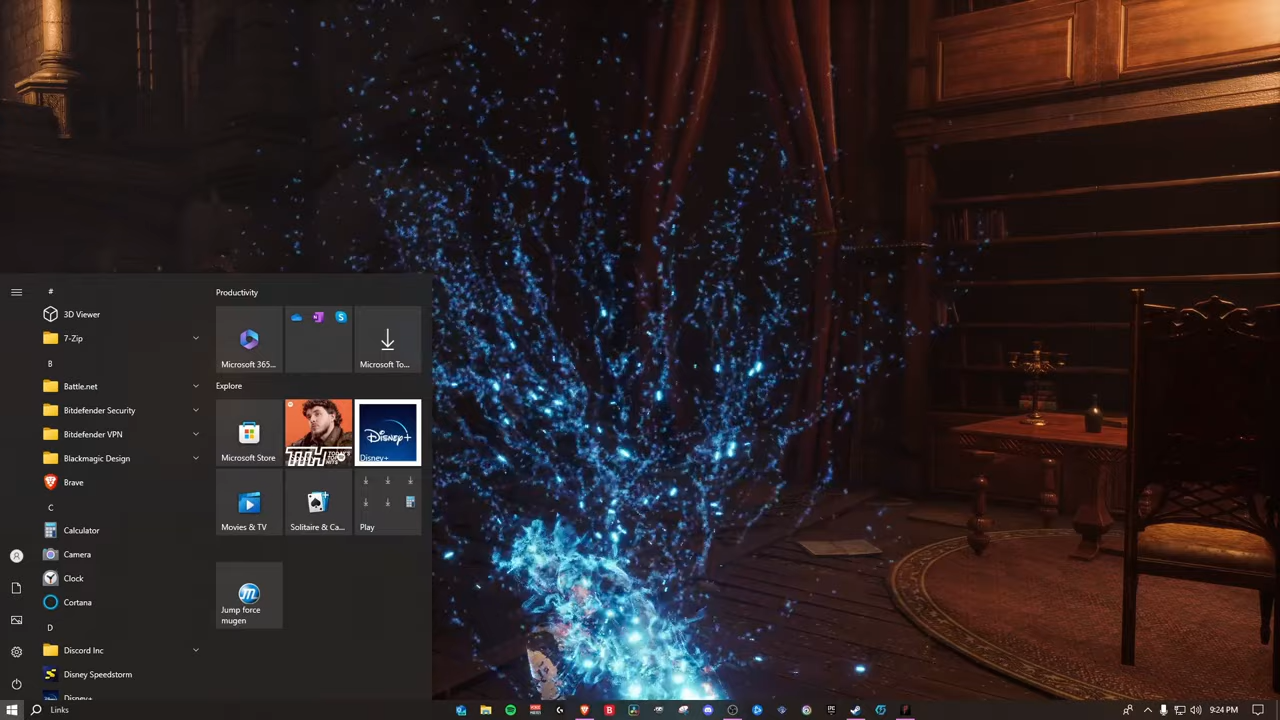 #
3D Viewer
7-Zip
B
Battle.net
Bitdefender Security
Bitdefender VPN
Blackmagic Design
Brave
C
Calculator
Camera
Clock
Cortana
D
Discord Inc
Disney Speedstorm
Disney+
Productivity
Microsoft 365...
Microsoft To...
Explore
Microsoft Store
Disney+
Disney+
Movies & TV
Solitaire & Ca...
Play
Jump force
mugen
Links
9:24 PM